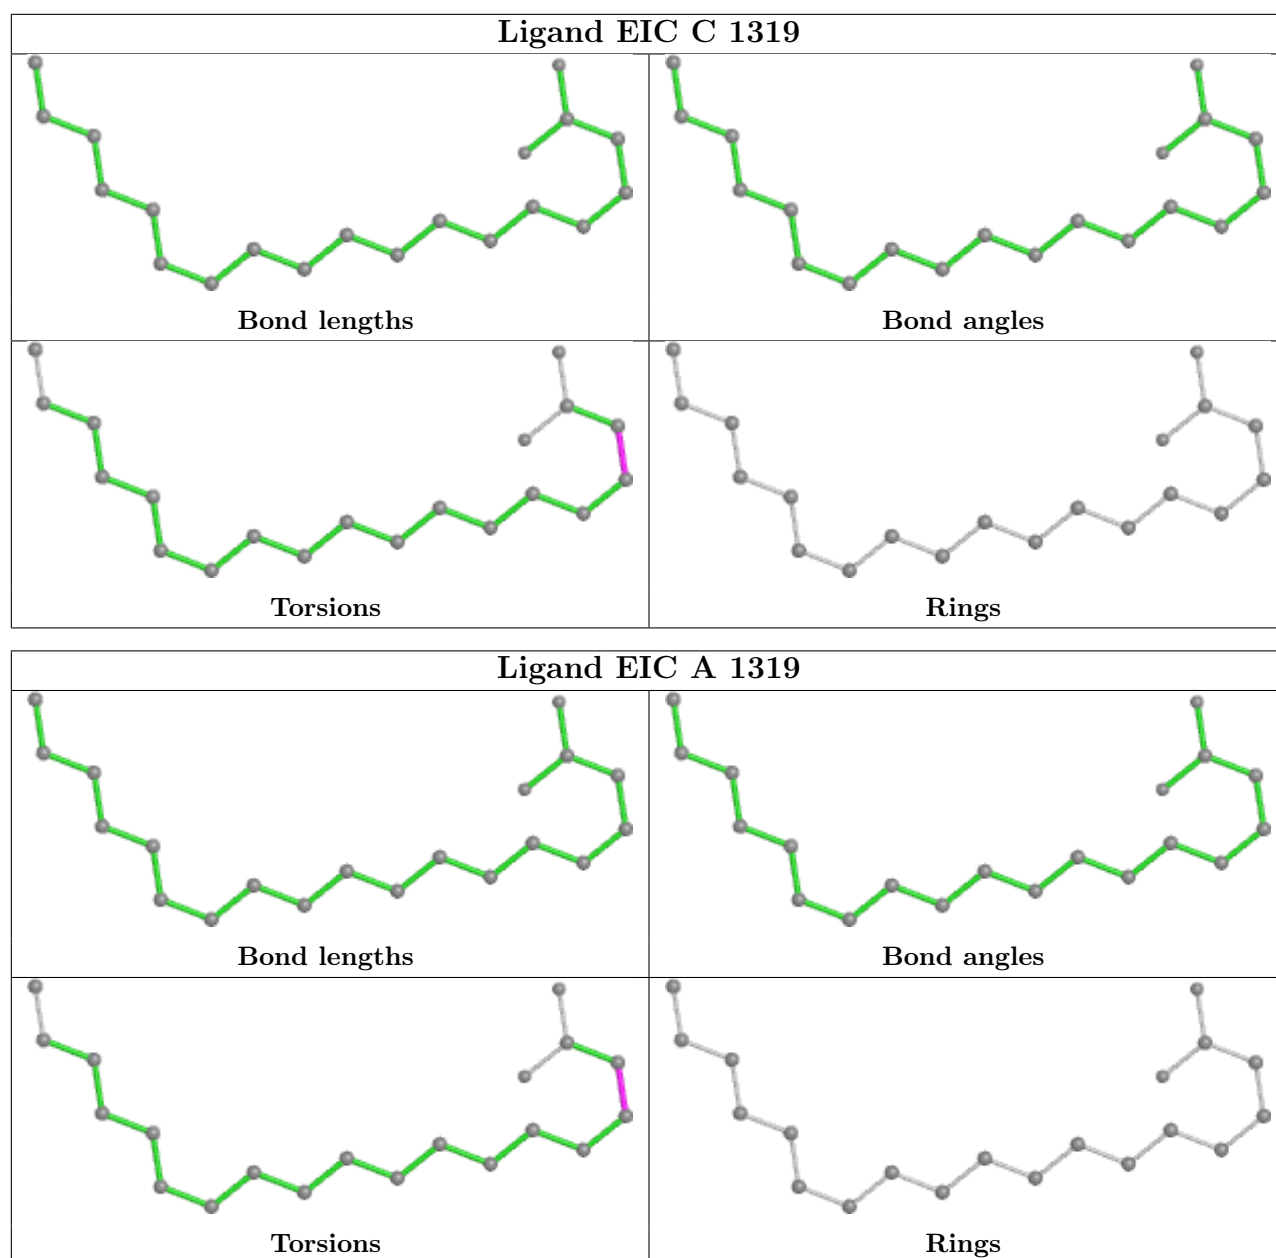 Ligand EIC C 1319
Bond lengths
Bond angles
Torsions
Rings
Ligand EIC A 1319
Bond lengths
Bond angles
Torsions
Rings